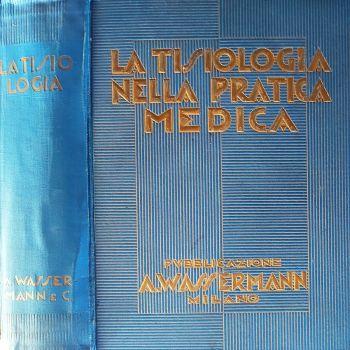 LA TISIO
LOGIA
A. WASSER
MANN E C.
LA TISIOLOGIA
NELLA PRATICA
MEDICA
PUBBLICAZIONE
A. WASSERMANN
MILANO